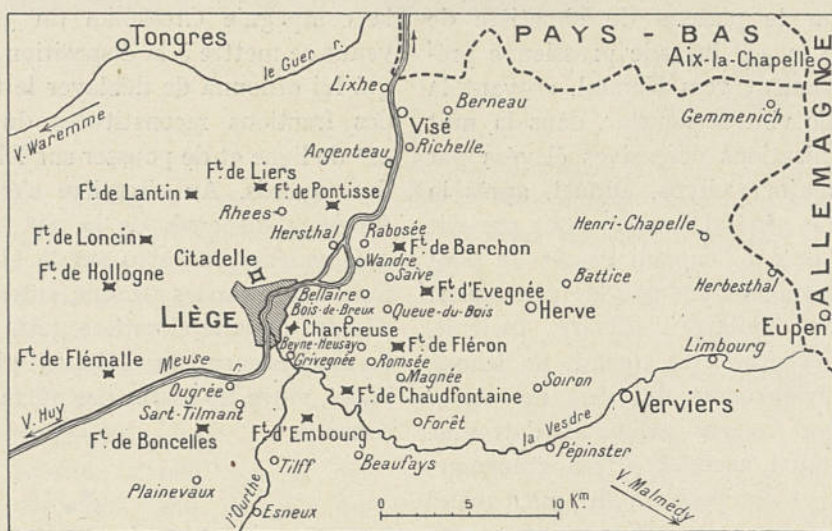 PAYS-BAS
Tongres
le Guer r.
Aix-la-Chapelle
Lixhe
V. Waremme
Visé
Berneau
Gemmenich
Richelle
Argenteau
Ft de Liers
Ft de Lantin
Ft de Pontisse
Rhees
ALLEMAGNE
Ft de Loncin
Hersthal
Rabosée
Ft de Barchon
Henri-Chapelle
Citadelle
Wandre
Ft de Hollogne
Saive
Battice
Herbesthal
Bellaire
Ft d'Evegnée
LIÈGE
Bois-de-Breux
Queue-du-Bois
Herve
Chartreuse
Eupen
Beyne-Heusay
Ft de Fléron
Grivegnée
Romsée
Limbourg
Ft de Flémalle
Meuse r.
Magnée
Ougrée
Ft de Chaudfontaine
Soiron
Sart-Tilmant
Verviers
V. Huy
Ft de Boncelles
Ft d'Embourg
Forêt
la Vesdre
Tilff
Beaufays
Pépinster
Plainevaux
l'Ourthe
Esneux
0 5 10 Km
V. Malmédy